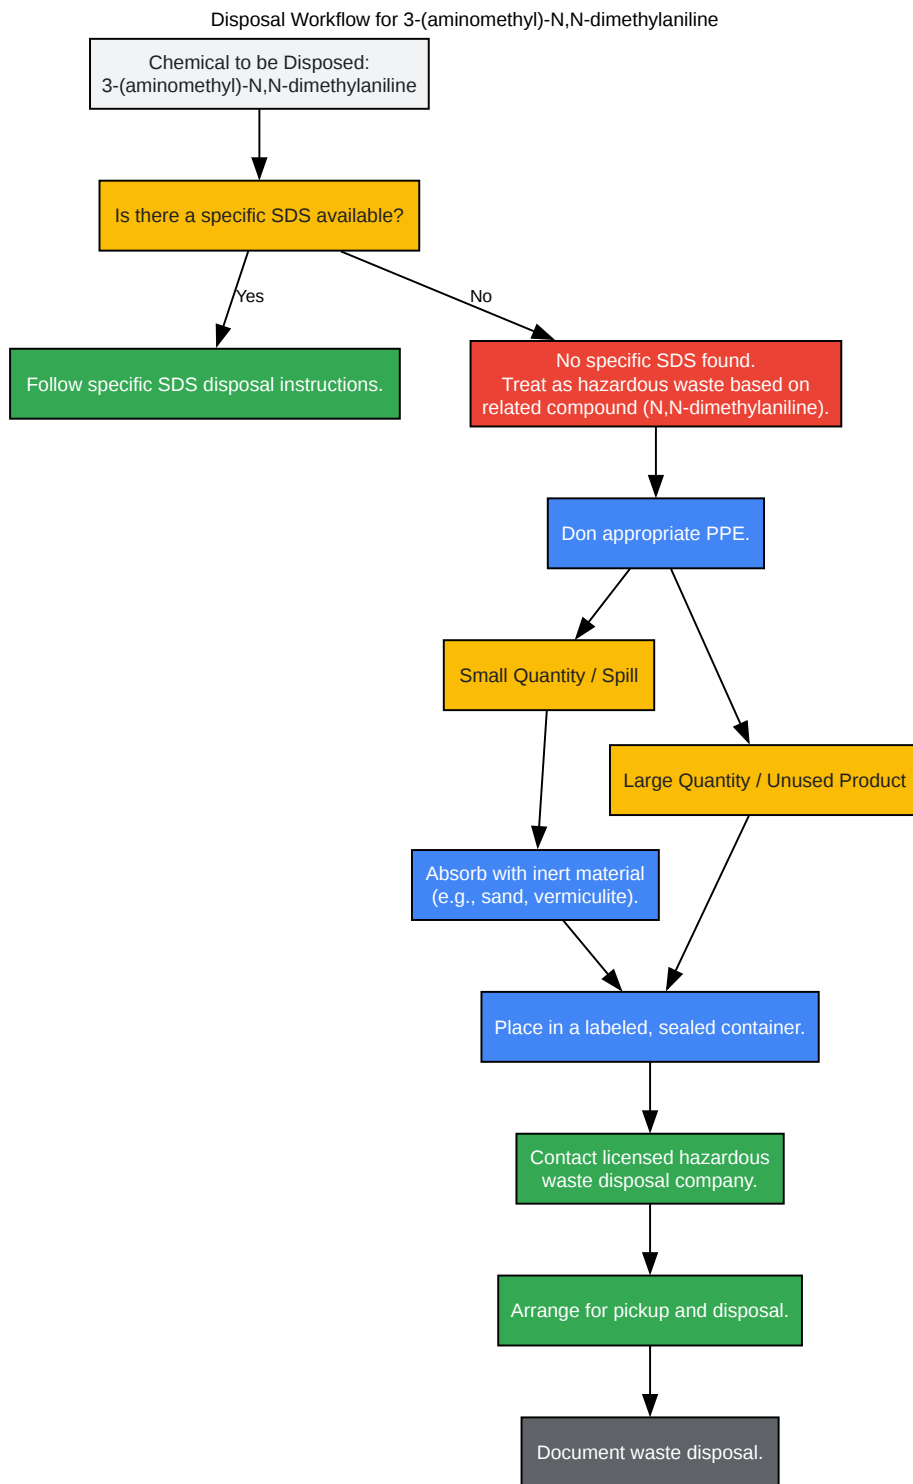 Disposal Workflow for 3-(aminomethyl)-N,N-dimethylaniline
Chemical to be Disposed:
3-(aminomethyl)-N,N-dimethylaniline
Is there a specific SDS available?
Yes
No
Follow specific SDS disposal instructions.
No specific SDS found.
Treat as hazardous waste based on
related compound (N,N-dimethylaniline).
Don appropriate PPE.
Small Quantity / Spill
Large Quantity / Unused Product
Absorb with inert material
(e.g., sand, vermiculite).
Place in a labeled, sealed container.
Contact licensed hazardous
waste disposal company.
Arrange for pickup and disposal.
Document waste disposal.